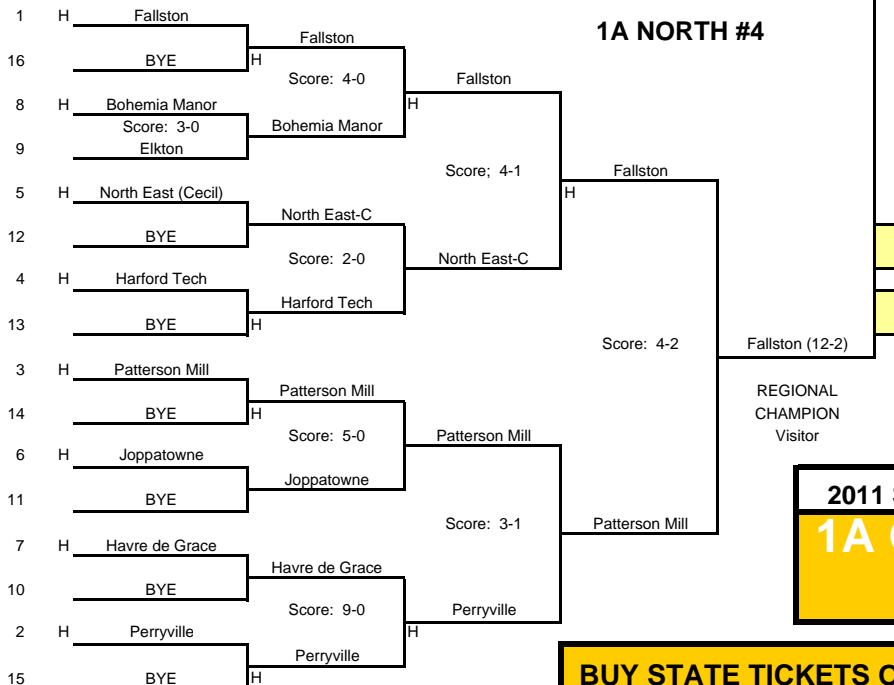 1 H Fallston
Fallston
1A NORTH #4
16 BYE H
Score: 4-0
Fallston
8 H Bohemia Manor
H
Score: 3-0
Bohemia Manor
9 Elkton
Score; 4-1
Fallston
5 H North East (Cecil)
H
North East-C
12 BYE
Score: 2-0
North East-C
4 H Harford Tech
Harford Tech
13 BYE H
Score: 4-2
Fallston (12-2)
3 H Patterson Mill
Patterson Mill
REGIONAL
CHAMPION
Visitor
14 BYE H
Score: 5-0
Patterson Mill
6 H Joppatowne
Joppatowne
11 BYE
2011
Score: 3-1
Patterson Mill
1A
7 H Havre de Grace
Havre de Grace
10 BYE
Score: 9-0
Perryville
2 H Perryville
H
Perryville
15 BYE H
BUY STATE TICKETS